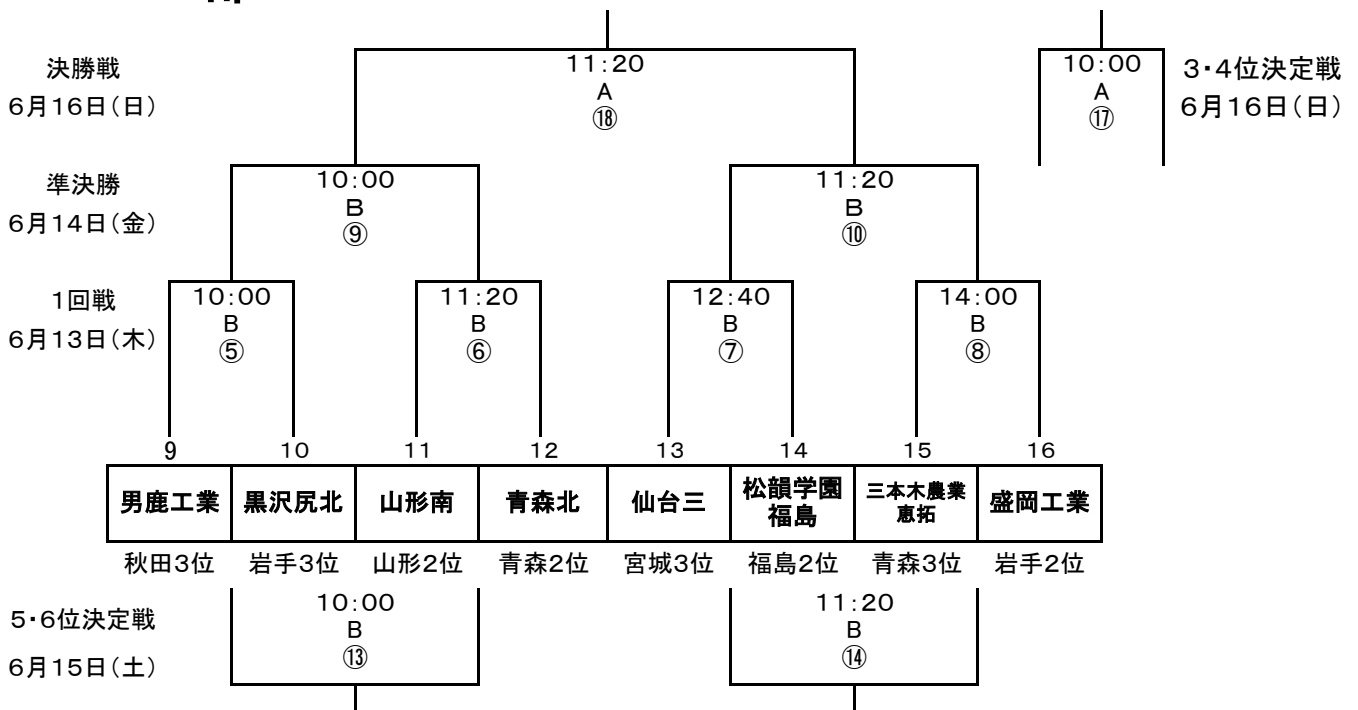 決勝戦
6月16日(日)
11:20
A
⑱
10:00
A
⑰
3・4位決定戦
6月16日(日)
準決勝
6月14日(金)
10:00
B
⑨
11:20
B
⑩
1回戦
6月13日(木)
10:00
B
⑤
11:20
B
⑥
12:40
B
⑦
14:00
B
⑧
9 10 11 12 13 14 15 16
男鹿工業 黒沢尻北 山形南 青森北 仙台三 松韻学園福島 三本木農業恵拓 盛岡工業
秋田3位 岩手3位 山形2位 青森2位 宮城3位 福島2位 青森3位 岩手2位
5・6位決定戦
6月15日(土)
10:00
B
⑬
11:20
B
⑭